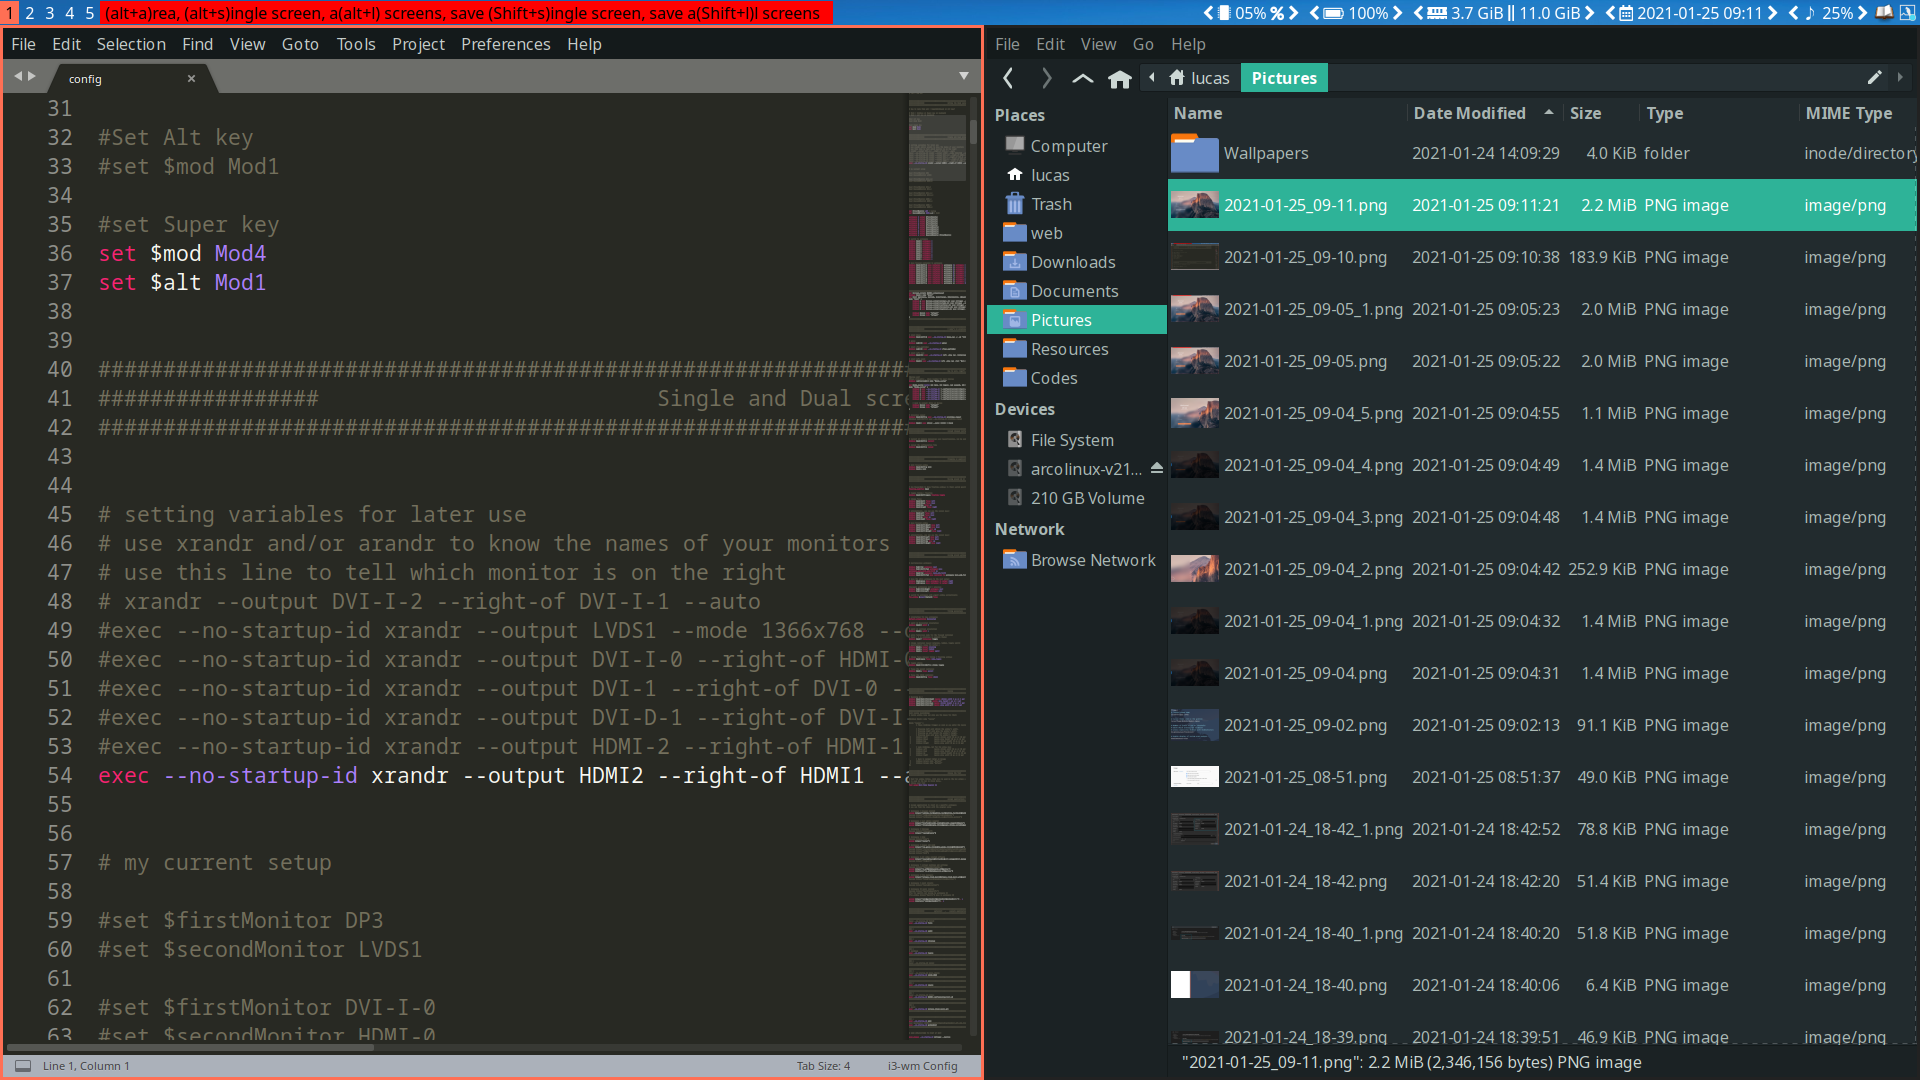 1 2 3 4 5 (alt+a)rea, (alt+s)ingle screen, a(alt+l) screens, save (Shift+s)ingle screen, save a(Shift+l)l screens
05% 100% 3.7 GiB || 11.0 GiB 2021-01-25 09:11 25%
File Edit Selection Find View Goto Tools Project Preferences Help
config
31
32 #Set Alt key
33 #set $mod Mod1
34
35 #set Super key
36 set $mod Mod4
37 set $alt Mod1
38
39
40 ##############################################################
41 ################# Single and Dual scre
42 ##############################################################
43
44
45 # setting variables for later use
46 # use xrandr and/or arandr to know the names of your monitors
47 # use this line to tell which monitor is on the right
48 # xrandr --output DVI-I-2 --right-of DVI-I-1 --auto
49 #exec --no-startup-id xrandr --output LVDS1 --mode 1366x768 --
50 #exec --no-startup-id xrandr --output DVI-I-0 --right-of HDMI-
51 #exec --no-startup-id xrandr --output DVI-1 --right-of DVI-0 -
52 #exec --no-startup-id xrandr --output DVI-D-1 --right-of DVI-I
53 #exec --no-startup-id xrandr --output HDMI-2 --right-of HDMI-1
54 exec --no-startup-id xrandr --output HDMI2 --right-of HDMI1 --
55
56
57 # my current setup
58
59 #set $firstMonitor DP3
60 #set $secondMonitor LVDS1
61
62 #set $firstMonitor DVI-I-0
63 #set $secondMonitor HDMI-0
Line 1, Column 1 Tab Size: 4 i3-wm Config
File Edit View Go Help
lucas Pictures
Places
Computer
lucas
Trash
web
Downloads
Documents
Pictures
Resources
Codes
Devices
File System
arcolinux-v21...
210 GB Volume
Network
Browse Network
Name Date Modified Size Type MIME Type
Wallpapers 2021-01-24 14:09:29 4.0 KiB folder inode/directory
2021-01-25_09-11.png 2021-01-25 09:11:21 2.2 MiB PNG image image/png
2021-01-25_09-10.png 2021-01-25 09:10:38 183.9 KiB PNG image image/png
2021-01-25_09-05_1.png 2021-01-25 09:05:23 2.0 MiB PNG image image/png
2021-01-25_09-05.png 2021-01-25 09:05:22 2.0 MiB PNG image image/png
2021-01-25_09-04_5.png 2021-01-25 09:04:55 1.1 MiB PNG image image/png
2021-01-25_09-04_4.png 2021-01-25 09:04:49 1.4 MiB PNG image image/png
2021-01-25_09-04_3.png 2021-01-25 09:04:48 1.4 MiB PNG image image/png
2021-01-25_09-04_2.png 2021-01-25 09:04:42 252.9 KiB PNG image image/png
2021-01-25_09-04_1.png 2021-01-25 09:04:32 1.4 MiB PNG image image/png
2021-01-25_09-04.png 2021-01-25 09:04:31 1.4 MiB PNG image image/png
2021-01-25_09-02.png 2021-01-25 09:02:13 91.1 KiB PNG image image/png
2021-01-25_08-51.png 2021-01-25 08:51:37 49.0 KiB PNG image image/png
2021-01-24_18-42_1.png 2021-01-24 18:42:52 78.8 KiB PNG image image/png
2021-01-24_18-42.png 2021-01-24 18:42:20 51.4 KiB PNG image image/png
2021-01-24_18-40_1.png 2021-01-24 18:40:20 51.8 KiB PNG image image/png
2021-01-24_18-40.png 2021-01-24 18:40:06 6.4 KiB PNG image image/png
2021-01-24_18-39.png 2021-01-24 18:39:51 46.9 KiB PNG image image/png
"2021-01-25_09-11.png": 2.2 MiB (2,346,156 bytes) PNG image